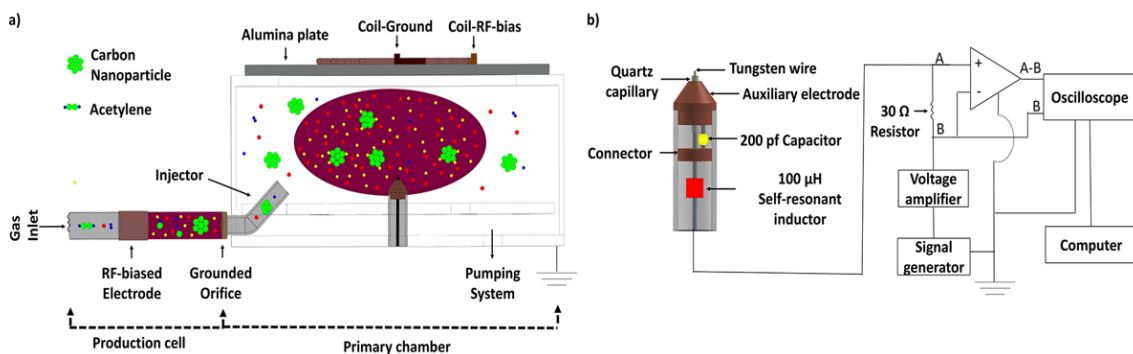 a)
Coil-Ground
Coil-RF-bias
Alumina plate
Carbon
Nanoparticle
Acetylene
Injector
Gas
Inlet
RF-biased
Electrode
Grounded
Orifice
Pumping
System
Production cell
Primary chamber
b)
Tungsten wire
Quartz
capillary
Auxiliary electrode
200 pf Capacitor
Connector
100 µH
Self-resonant
inductor
A
+
-
A-B
B
30 Ω
Resistor
B
Oscilloscope
Voltage
amplifier
Signal
generator
Computer